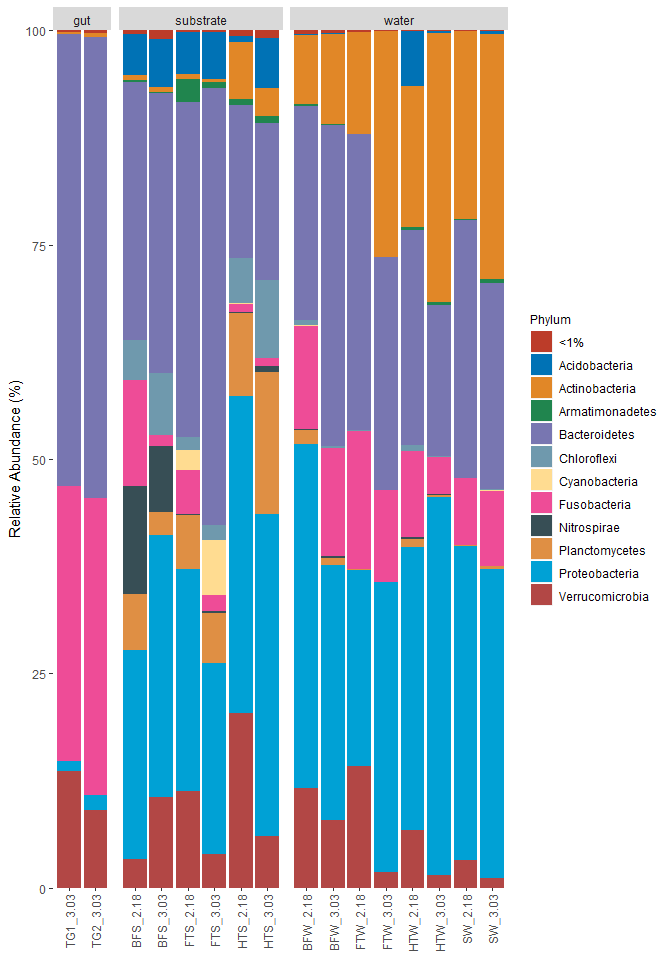 gut substrate water
100
75
50
25
0
Relative Abundance (%)
TG1_3.03 TG2_3.03 BFS_2.18 BFS_3.03 FTS_2.18 FTS_3.03 HTS_2.18 HTS_3.03 BFW_2.18 BFW_3.03 FTW_2.18 FTW_3.03 HTW_2.18 HTW_3.03 SW_2.18 SW_3.03
Phylum
<1%
Acidobacteria
Actinobacteria
Armatimonadetes
Bacteroidetes
Chloroflexi
Cyanobacteria
Fusobacteria
Nitrospirae
Planctomycetes
Proteobacteria
Verrucomicrobia